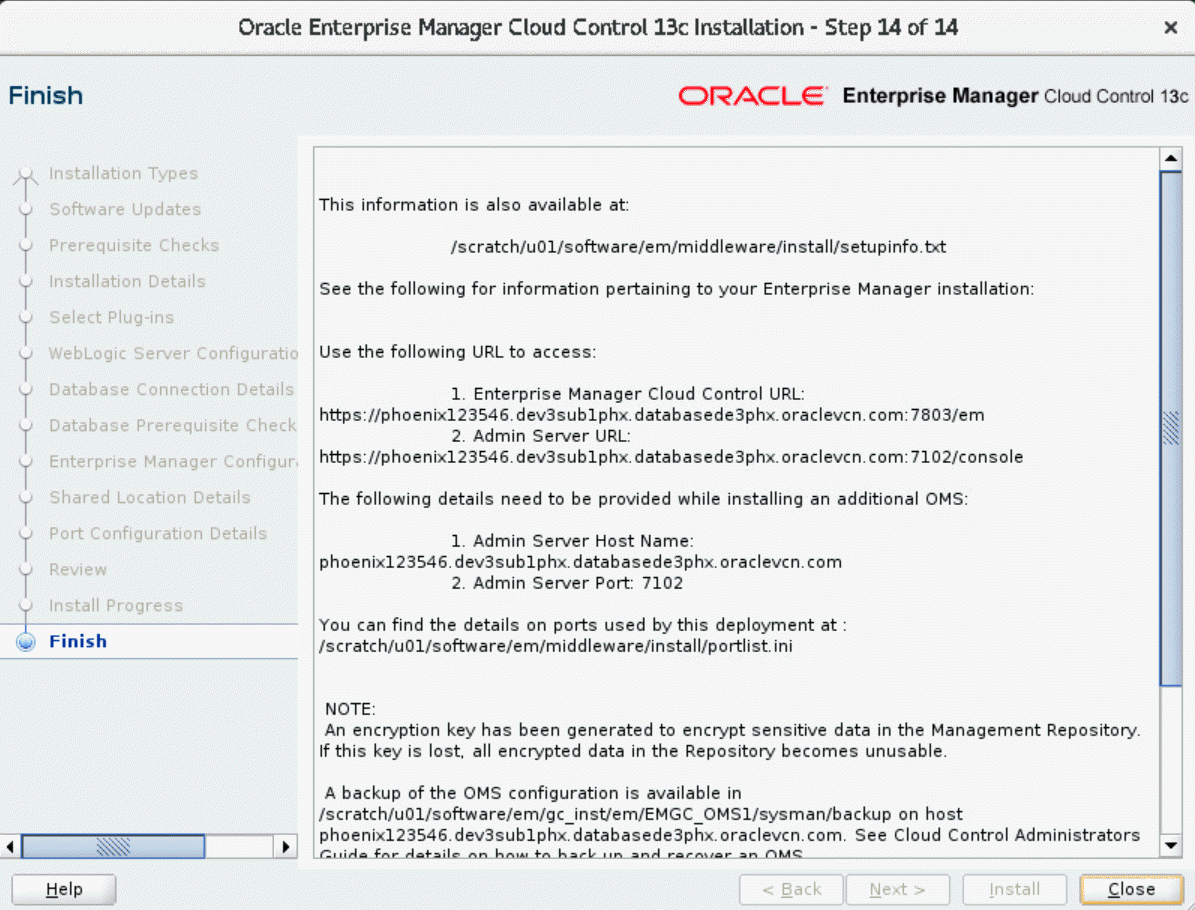 Oracle Enterprise Manager Cloud Control 13c Installation - Step 14 of 14
Finish
ORACLE Enterprise Manager Cloud Control 13c
Installation Types
Software Updates
Prerequisite Checks
Installation Details
Select Plug-ins
WebLogic Server Configuratio
Database Connection Details
Database Prerequisite Check
Enterprise Manager Configura
Shared Location Details
Port Configuration Details
Review
Install Progress
Finish
This information is also available at:
/scratch/u01/software/em/middleware/install/setupinfo.txt
See the following for information pertaining to your Enterprise Manager installation:
Use the following URL to access:
1. Enterprise Manager Cloud Control URL:
https://phoenix123546.dev3sub1phx.databasede3phx.oraclevcn.com:7803/em
2. Admin Server URL:
https://phoenix123546.dev3sub1phx.databasede3phx.oraclevcn.com:7102/console
The following details need to be provided while installing an additional OMS:
1. Admin Server Host Name:
phoenix123546.dev3sub1phx.databasede3phx.oraclevcn.com
2. Admin Server Port: 7102
You can find the details on ports used by this deployment at :
/scratch/u01/software/em/middleware/install/portlist.ini
NOTE:
An encryption key has been generated to encrypt sensitive data in the Management Repository.
If this key is lost, all encrypted data in the Repository becomes unusable.
A backup of the OMS configuration is available in
/scratch/u01/software/em/gc_inst/em/EMGC_OMS1/sysman/backup on host
phoenix123546.dev3sub1phx.databasede3phx.oraclevcn.com. See Cloud Control Administrators
Guide for details on how to back up and recover an OMS.
Help
< Back
Next >
Install
Close